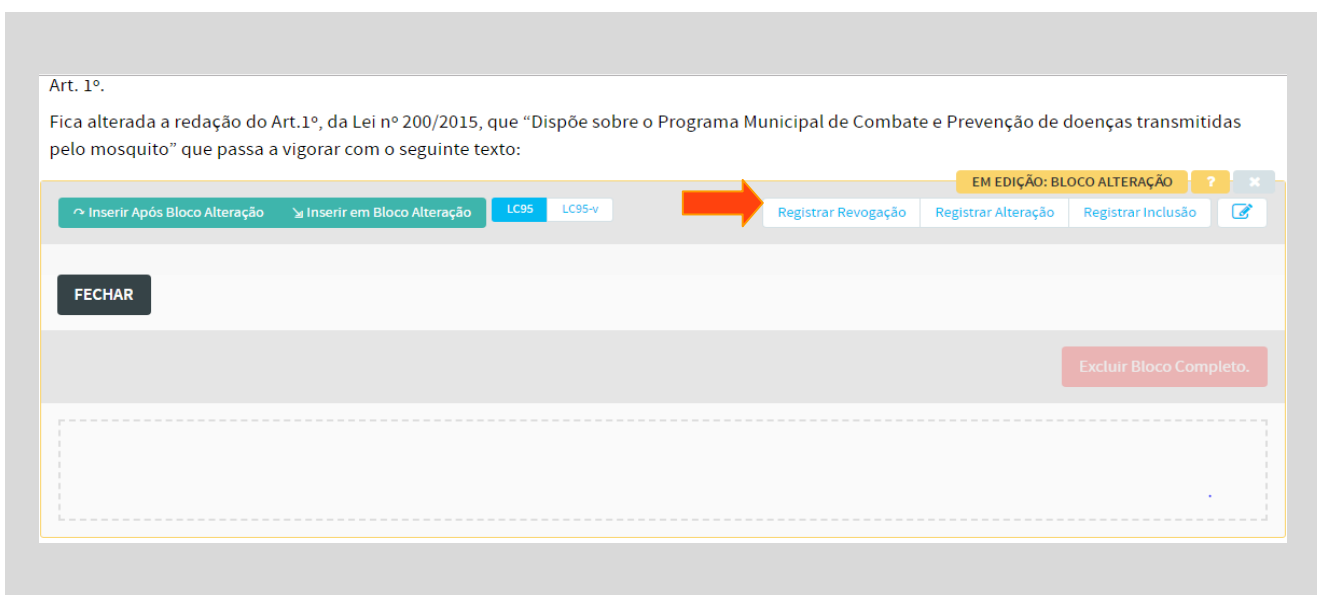 Art. 1º.
Fica alterada a redação do Art.1º, da Lei nº 200/2015, que “Dispõe sobre o Programa Municipal de Combate e Prevenção de doenças transmitidas
pelo mosquito” que passa a vigorar com o seguinte texto:
EM EDIÇÃO: BLOCO ALTERAÇÃO ? ×
Inserir Após Bloco Alteração Inserir em Bloco Alteração LC95 LC95-v Registrar Revogação Registrar Alteração Registrar Inclusão
FECHAR
Excluir Bloco Completo.